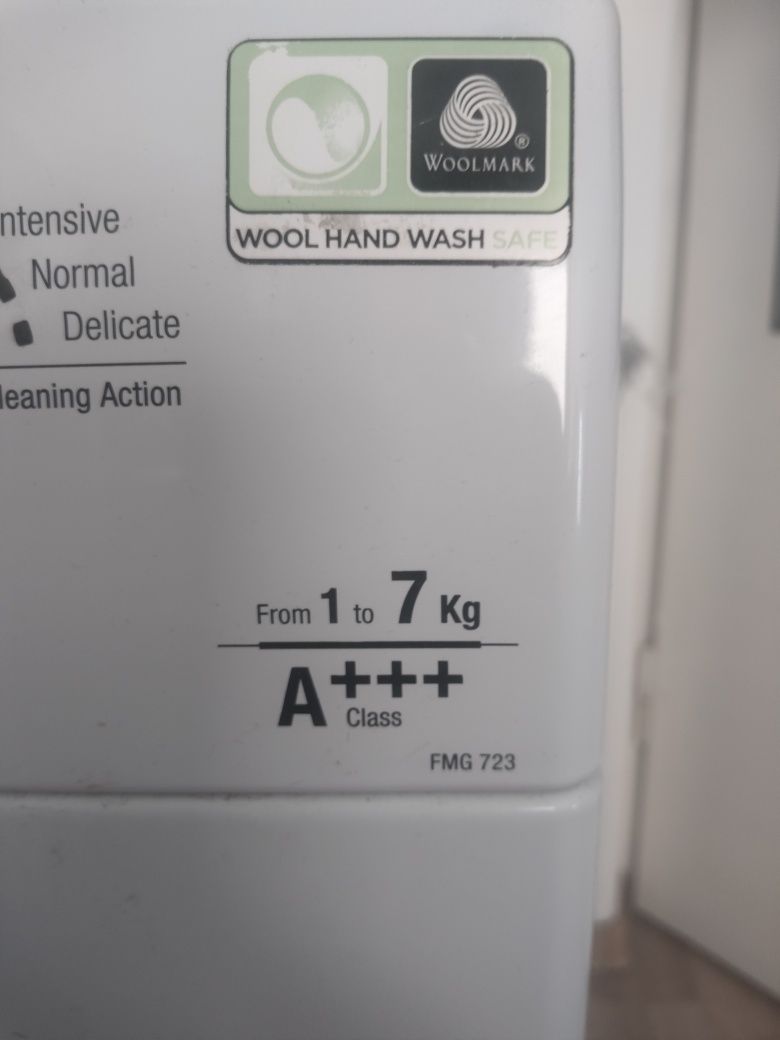 WOOLMARK
WOOL HAND WASH SAFE
ntensive
Normal
Delicate
leaning Action
From 1 to 7 Kg
A+++
Class
FMG 723